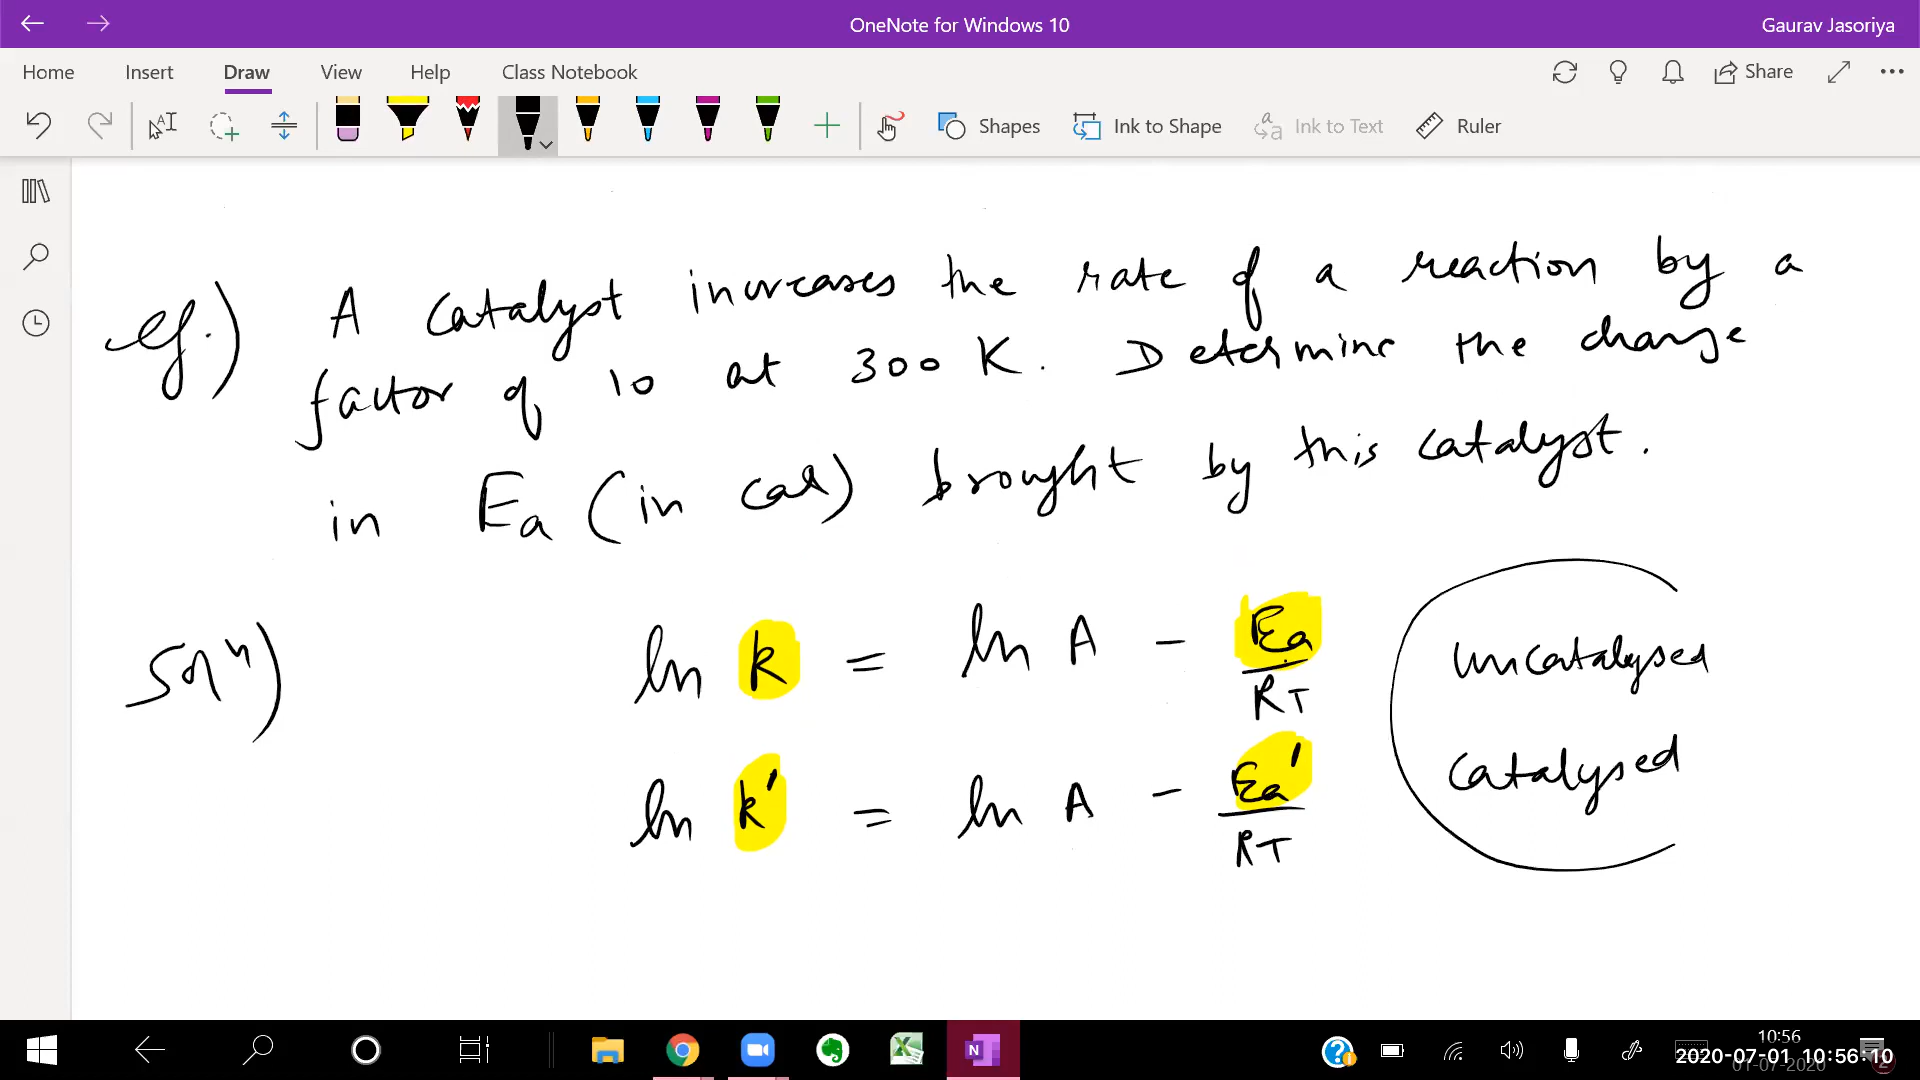 OneNote for Windows 10
Gaurav Jasoriya
Home Insert Draw View Help Class Notebook Share
Shapes Ink to Shape Ink to Text Ruler
eg.) A catalyst increases the rate of a reaction by a
factor of 10 at 300 K. Determine the change
in Ea (in cal) brought by this catalyst.
Solⁿ) ln k = ln A - Ea/RT uncatalysed
ln k' = ln A - Ea'/RT catalysed
10:56
2020-07-01 10:56:10
01-07-2020